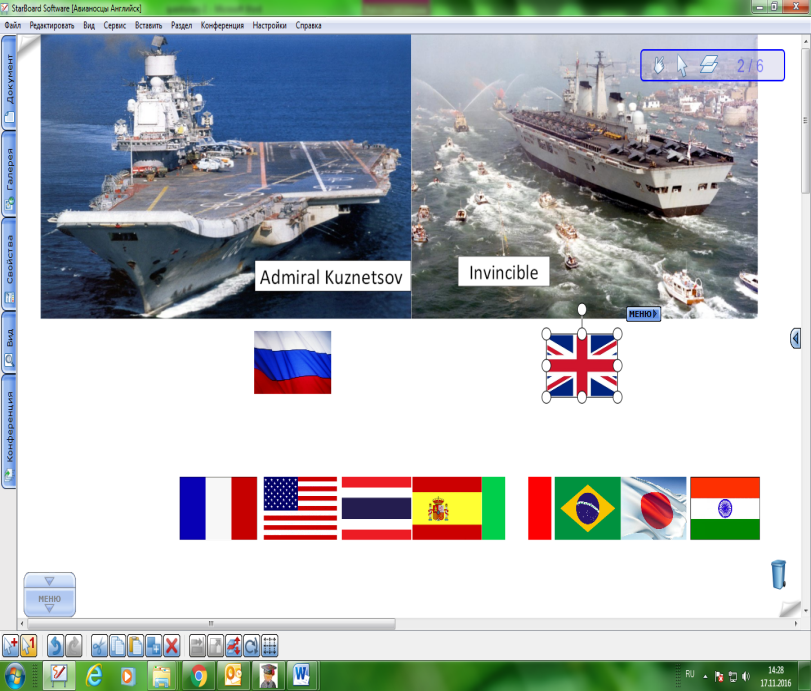 StarBoard Software [Авианосцы Английск]
Файл Редактировать Вид Сервис Вставить Раздел Конференция Настройки Справка
Документ
Галерея
Свойства
Вид
Конференция
2 / 6
Admiral Kuznetsov
Invincible
МЕНЮ
МЕНЮ
RU
14:28
17.11.2016